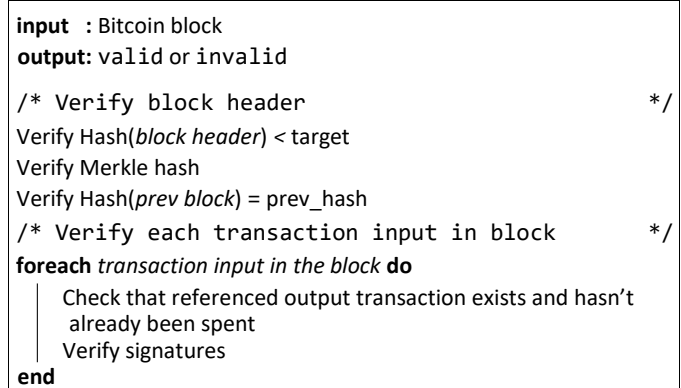 input : Bitcoin block
output: valid or invalid
/* Verify block header */
Verify Hash(block header) < target
Verify Merkle hash
Verify Hash(prev block) = prev_hash
/* Verify each transaction input in block */
foreach transaction input in the block do
Check that referenced output transaction exists and hasn’t
already been spent
Verify signatures
end